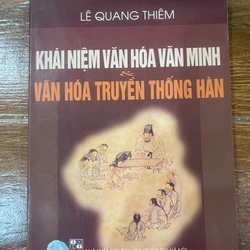 LÊ QUANG THIÊM
KHÁI NIỆM VĂN HÓA VĂN MINH
&
VĂN HÓA TRUYỀN THỐNG HÀN